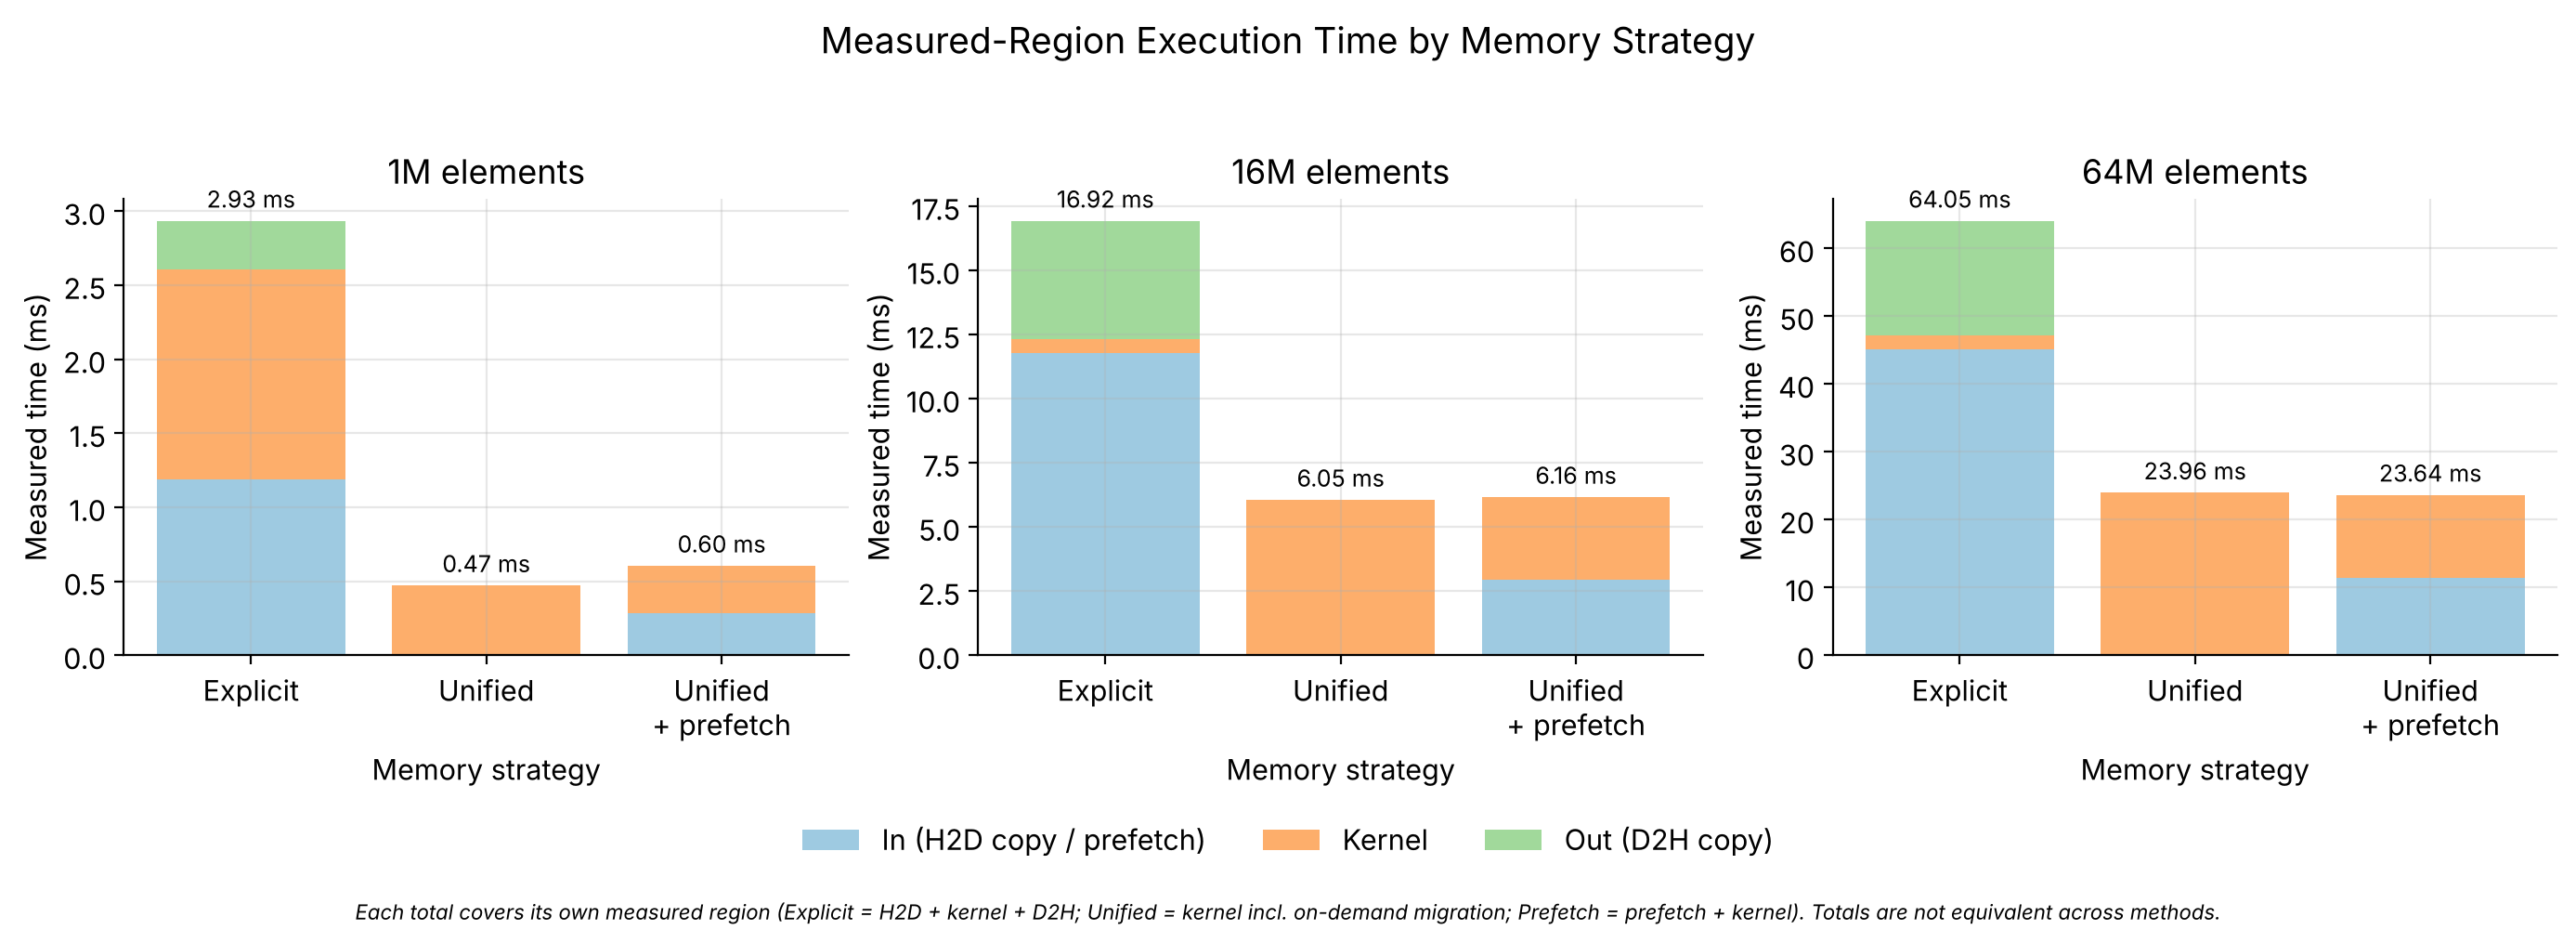 Measured-Region Execution Time by Memory Strategy
1M elements
Measured time (ms)
3.0
2.5
2.0
1.5
1.0
0.5
0.0
2.93 ms
0.47 ms
0.60 ms
Explicit
Unified
Unified
+ prefetch
Memory strategy
16M elements
Measured time (ms)
17.5
15.0
12.5
10.0
7.5
5.0
2.5
0.0
16.92 ms
6.05 ms
6.16 ms
Explicit
Unified
Unified
+ prefetch
Memory strategy
64M elements
Measured time (ms)
60
50
40
30
20
10
0
64.05 ms
23.96 ms
23.64 ms
Explicit
Unified
Unified
+ prefetch
Memory strategy
In (H2D copy / prefetch)
Kernel
Out (D2H copy)
Each total covers its own measured region (Explicit = H2D + kernel + D2H; Unified = kernel incl. on-demand migration; Prefetch = prefetch + kernel). Totals are not equivalent across methods.